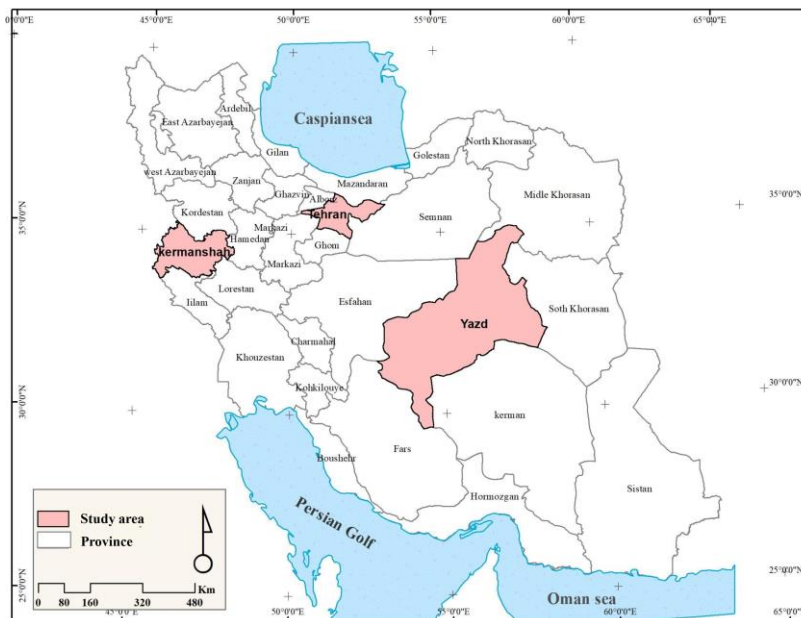 0°0'0"E
45°0'0"E
50°0'0"E
55°0'0"E
60°0'0"E
65°0'0"E
Caspiansea
Ardebil
East Azarbayejan
North Khorasan
Gilan
Golestan
west Azarbayejan
Zanjan
Mazandaran
Ghazvin
Alborz
Midle Khorasan
35°0'0"N
35°0'0"N
Kordestan
Tehran
Semnan
Markazi
Hamedan
Ghom
kermanshah
Markazi
Lorestan
Esfahan
Iilam
Soth Khorasan
Yazd
Charmahal
Khouzestan
Kohkilouye
30°0'0"N
30°0'0"N
kerman
Fars
Boushehr
Sistan
Hormozgan
Persian Golf
Study area
Province
Km
0 80 160 320 480
25°0'0"N
25°0'0"N
Oman sea
45°0'0"E
50°0'0"E
55°0'0"E
60°0'0"E
65°0'0"E